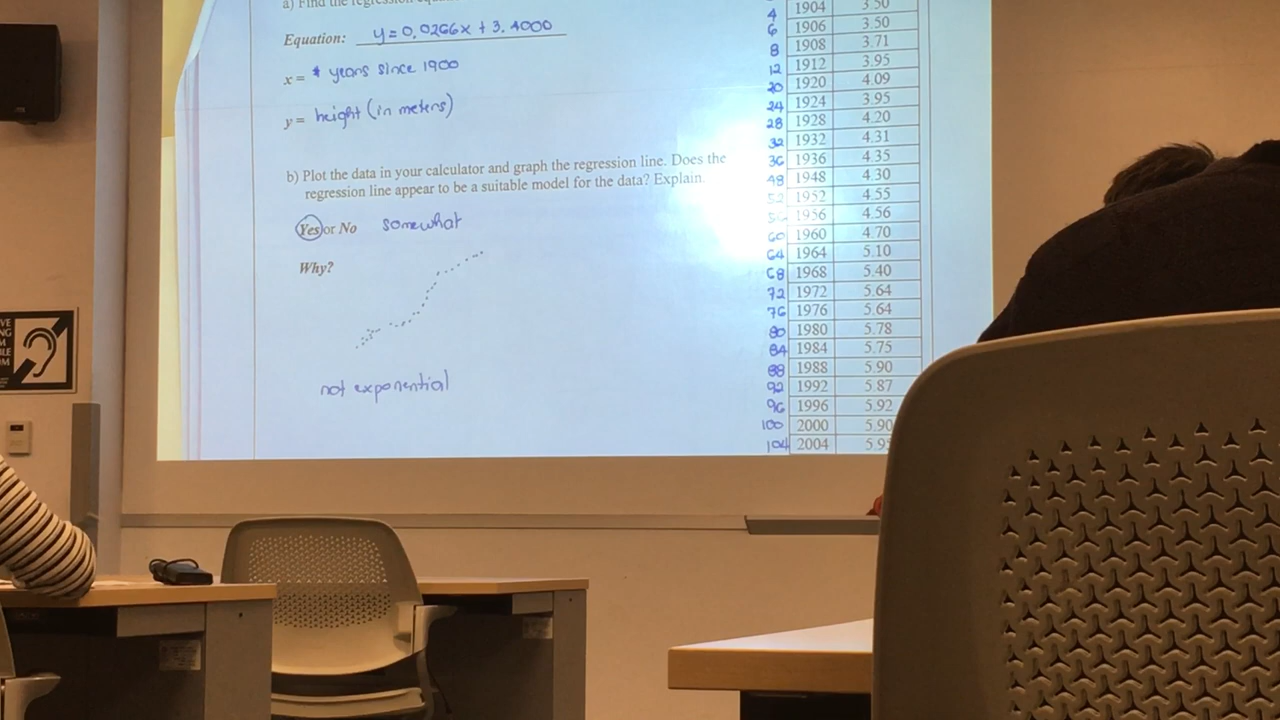 a) Find the regression
Equation: y = 0.0266x + 3.4000
x = # years since 1900
y = height (in meters)
b) Plot the data in your calculator and graph the regression line. Does the
regression line appear to be a suitable model for the data? Explain.
Yes or No somewhat
Why?
not exponential
4 1904 3.50
6 1906 3.50
8 1908 3.71
12 1912 3.95
20 1920 4.09
24 1924 3.95
28 1928 4.20
32 1932 4.31
36 1936 4.35
48 1948 4.30
52 1952 4.55
56 1956 4.56
60 1960 4.70
64 1964 5.10
68 1968 5.40
72 1972 5.64
76 1976 5.64
80 1980 5.78
84 1984 5.75
88 1988 5.90
92 1992 5.87
96 1996 5.92
100 2000 5.90
104 2004 5.95